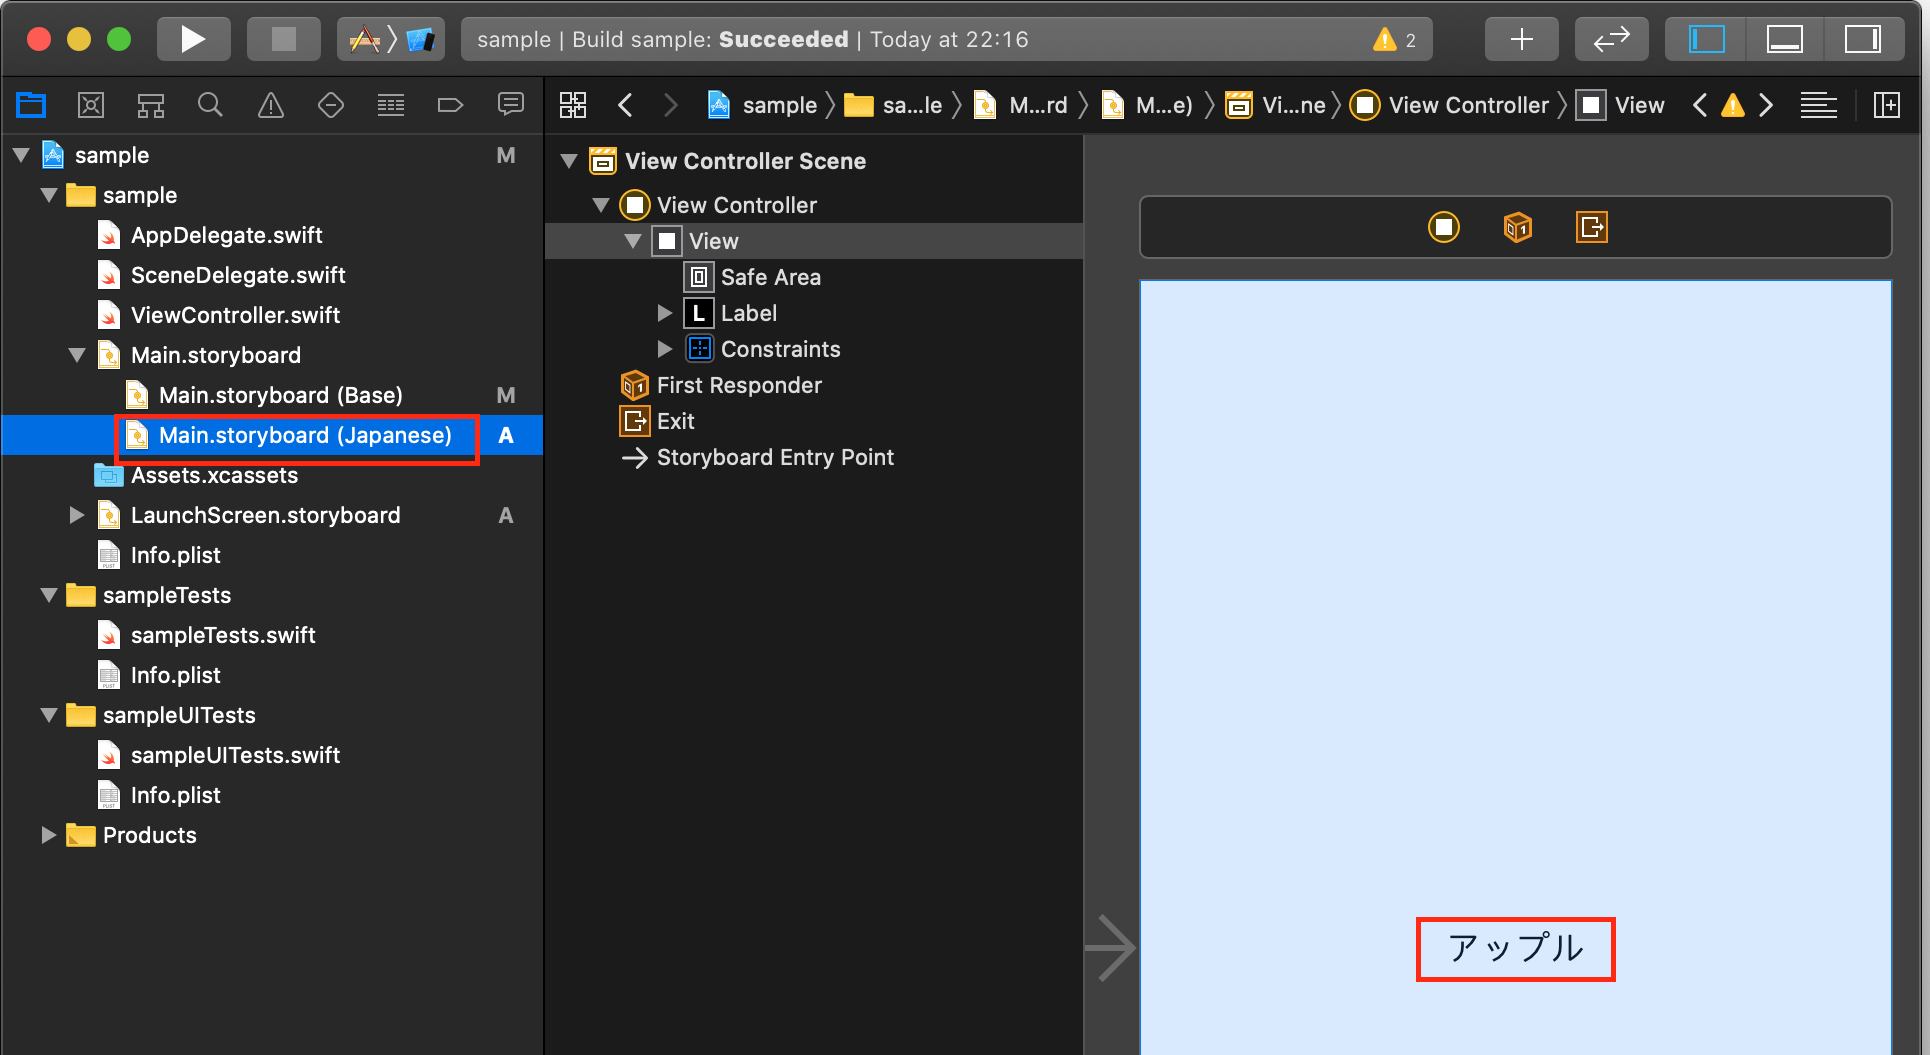 sample | Build sample: Succeeded | Today at 22:16
2
sample
sa...le
M...rd
M...e)
Vi...ne
View Controller
View
sample M
sample
AppDelegate.swift
SceneDelegate.swift
ViewController.swift
Main.storyboard
Main.storyboard (Base) M
Main.storyboard (Japanese) A
Assets.xcassets
LaunchScreen.storyboard A
Info.plist
sampleTests
sampleTests.swift
Info.plist
sampleUITests
sampleUITests.swift
Info.plist
Products
View Controller Scene
View Controller
View
Safe Area
L Label
Constraints
First Responder
Exit
Storyboard Entry Point
アップル